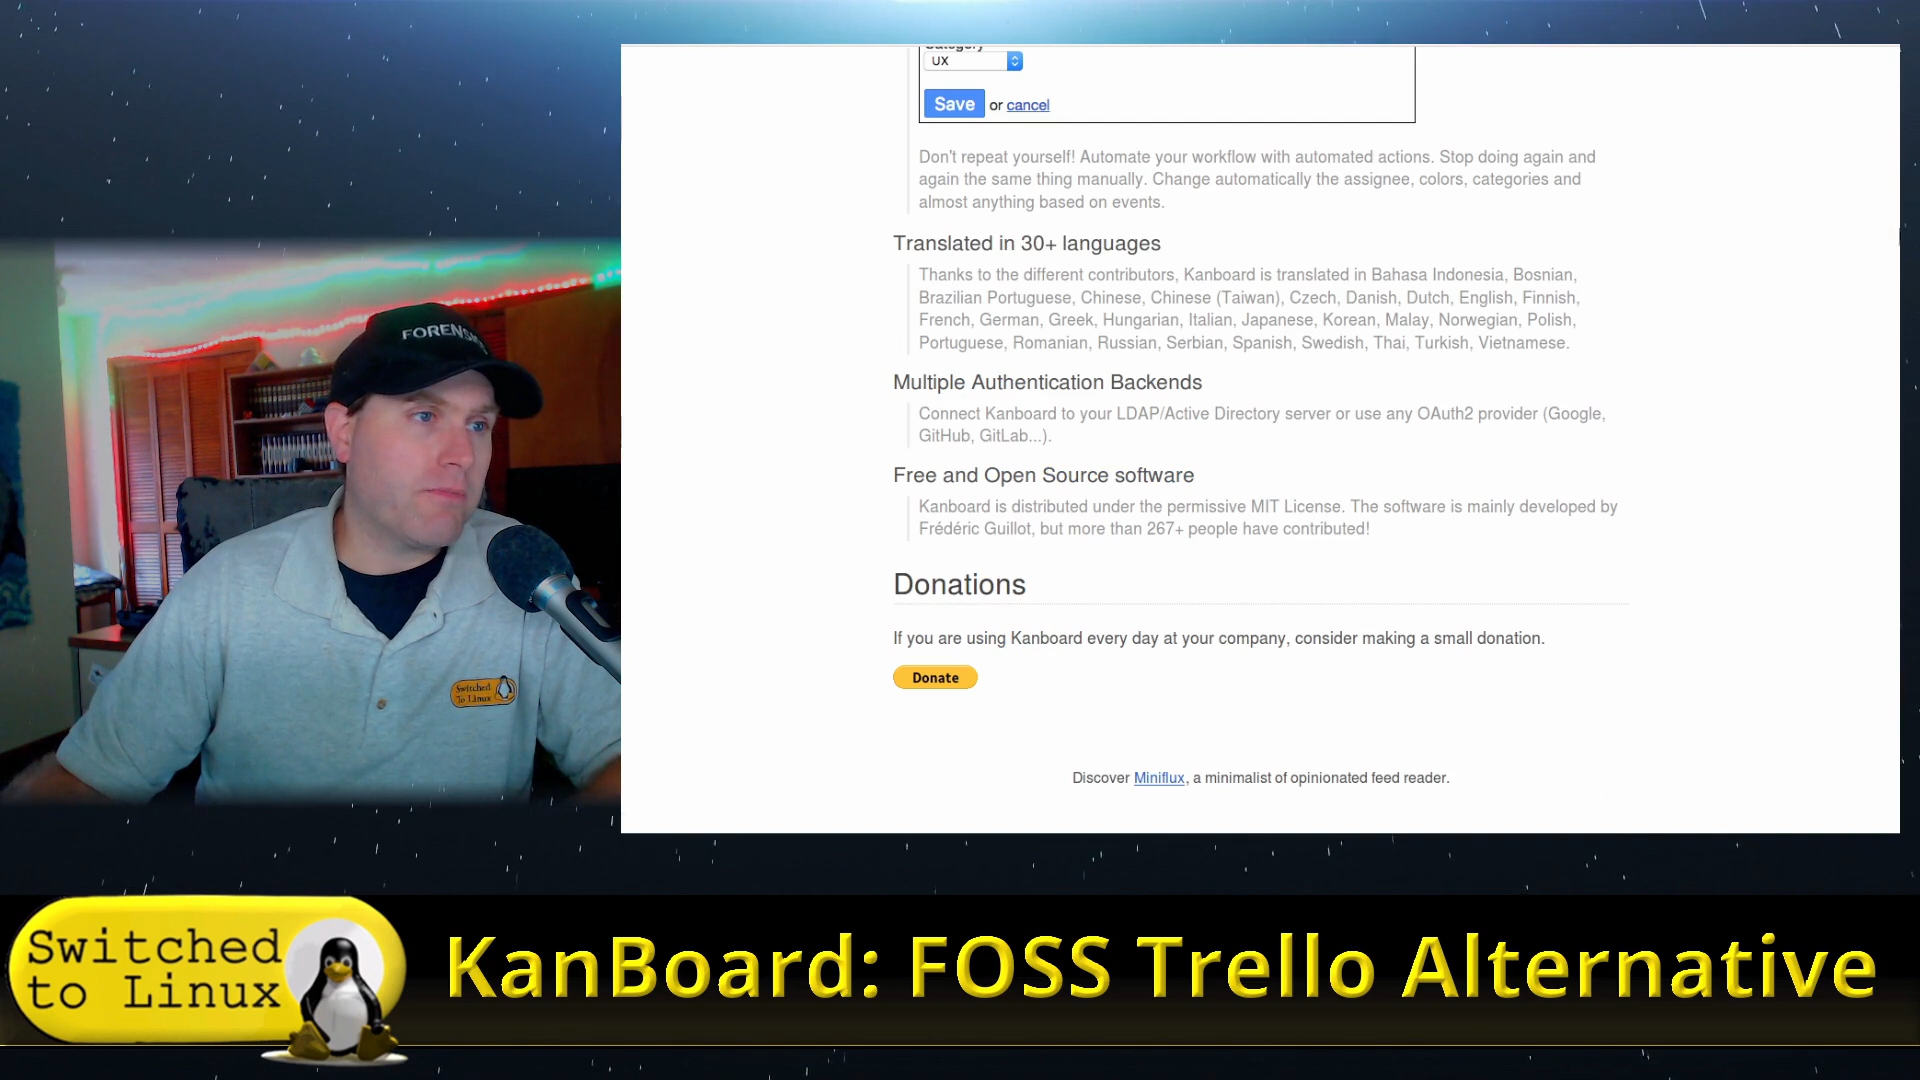 UX
Save or cancel
Don't repeat yourself! Automate your workflow with automated actions. Stop doing again and
again the same thing manually. Change automatically the assignee, colors, categories and
almost anything based on events.
Translated in 30+ languages
Thanks to the different contributors, Kanboard is translated in Bahasa Indonesia, Bosnian,
Brazilian Portuguese, Chinese, Chinese (Taiwan), Czech, Danish, Dutch, English, Finnish,
French, German, Greek, Hungarian, Italian, Japanese, Korean, Malay, Norwegian, Polish,
Portuguese, Romanian, Russian, Serbian, Spanish, Swedish, Thai, Turkish, Vietnamese.
Multiple Authentication Backends
Connect Kanboard to your LDAP/Active Directory server or use any OAuth2 provider (Google,
GitHub, GitLab...).
Free and Open Source software
Kanboard is distributed under the permissive MIT License. The software is mainly developed by
Frédéric Guillot, but more than 267+ people have contributed!
Donations
If you are using Kanboard every day at your company, consider making a small donation.
Donate
Discover Miniflux, a minimalist of opinionated feed reader.
Switched
To Linux
Switched
to Linux
KanBoard: FOSS Trello Alternative